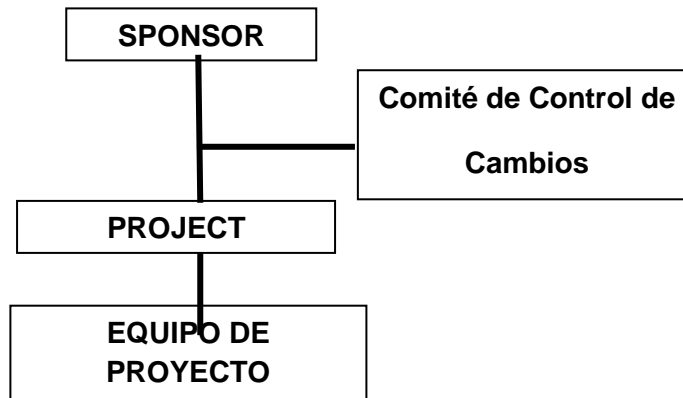 SPONSOR
Comité de Control de
Cambios
PROJECT
EQUIPO DE
PROYECTO